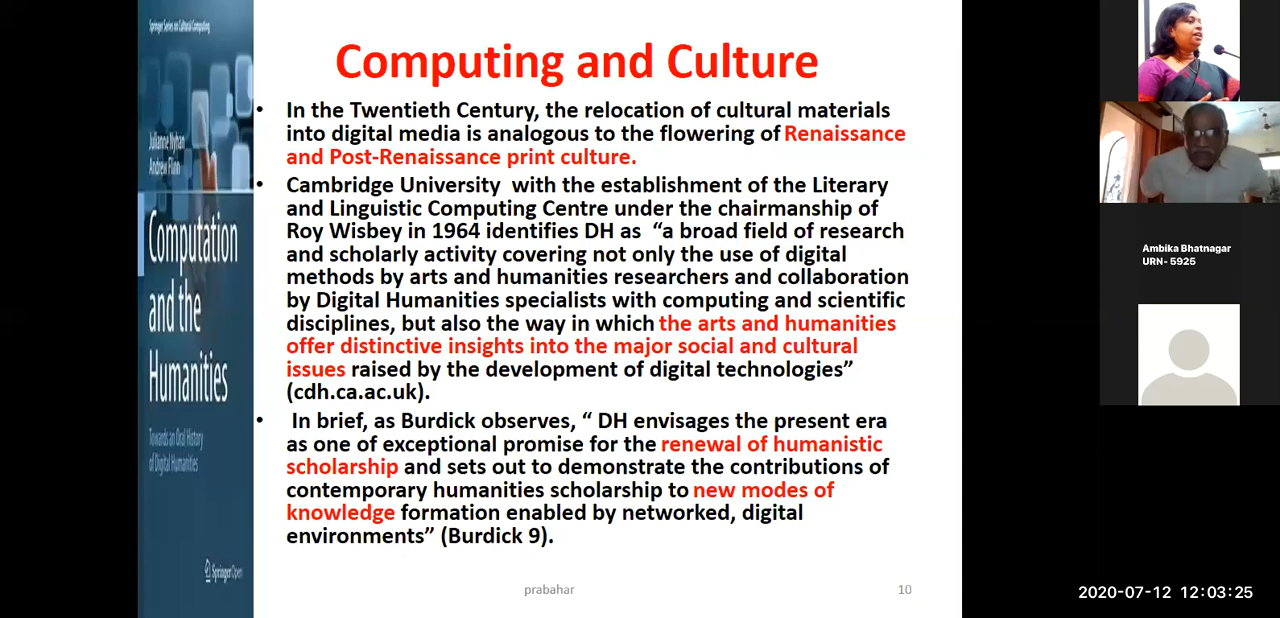 Springer Series on Cultural Computing
Julianne Nyhan
Andrew Flinn
Computation
and the
Humanities
Towards an Oral History
of Digital Humanities
Springer Open
Computing and Culture
• In the Twentieth Century, the relocation of cultural materials
into digital media is analogous to the flowering of Renaissance
and Post-Renaissance print culture.
• Cambridge University with the establishment of the Literary
and Linguistic Computing Centre under the chairmanship of
Roy Wisbey in 1964 identifies DH as “a broad field of research
and scholarly activity covering not only the use of digital
methods by arts and humanities researchers and collaboration
by Digital Humanities specialists with computing and scientific
disciplines, but also the way in which the arts and humanities
offer distinctive insights into the major social and cultural
issues raised by the development of digital technologies”
(cdh.ca.ac.uk).
• In brief, as Burdick observes, “ DH envisages the present era
as one of exceptional promise for the renewal of humanistic
scholarship and sets out to demonstrate the contributions of
contemporary humanities scholarship to new modes of
knowledge formation enabled by networked, digital
environments” (Burdick 9).
prabahar
10
Ambika Bhatnagar
URN- 5925
2020-07-12 12:03:25